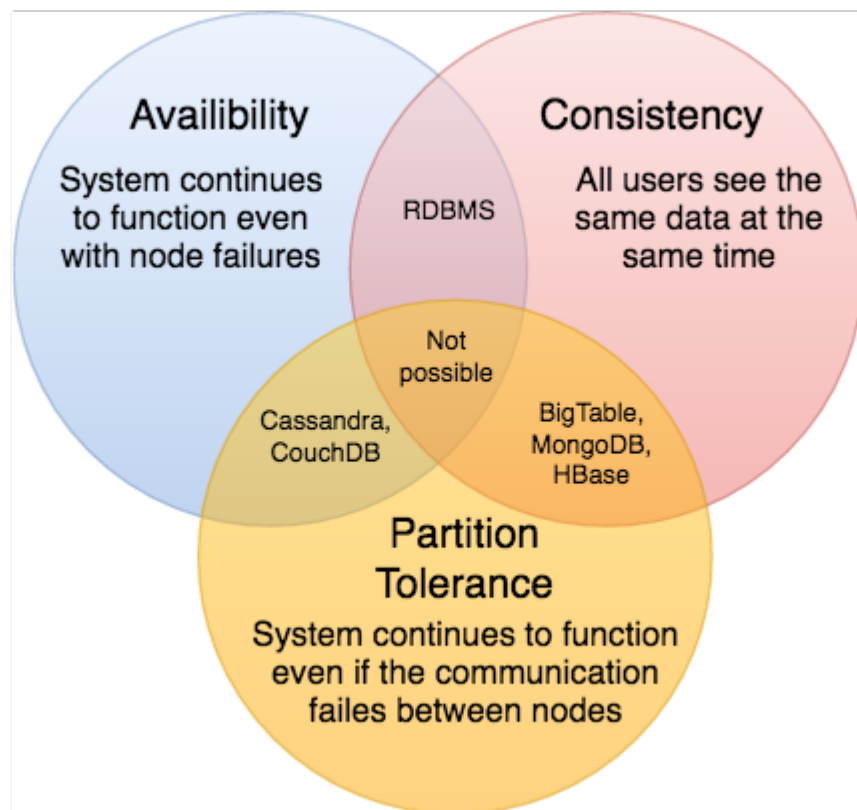 Availibility
System continues
to function even
with node failures
Consistency
All users see the
same data at the
same time
RDBMS
Not
possible
Cassandra,
CouchDB
BigTable,
MongoDB,
HBase
Partition
Tolerance
System continues to function
even if the communication
failes between nodes